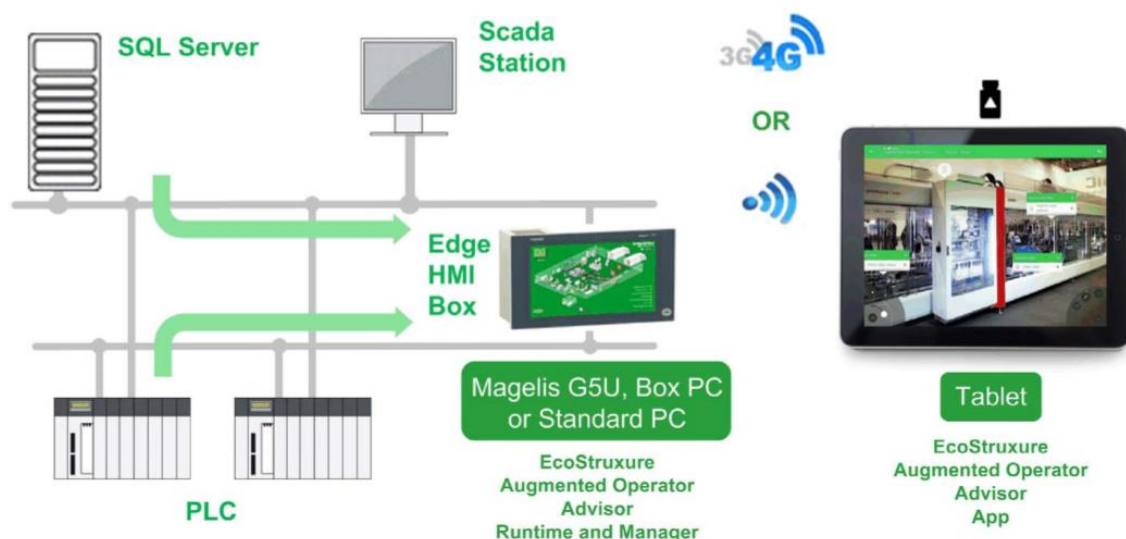 SQL Server
Scada
Station
3G4G
OR
Edge
HMI
Box
Magelis G5U, Box PC
or Standard PC
EcoStruxure
Augmented Operator
Advisor
Runtime and Manager
PLC
Tablet
EcoStruxure
Augmented Operator
Advisor
App